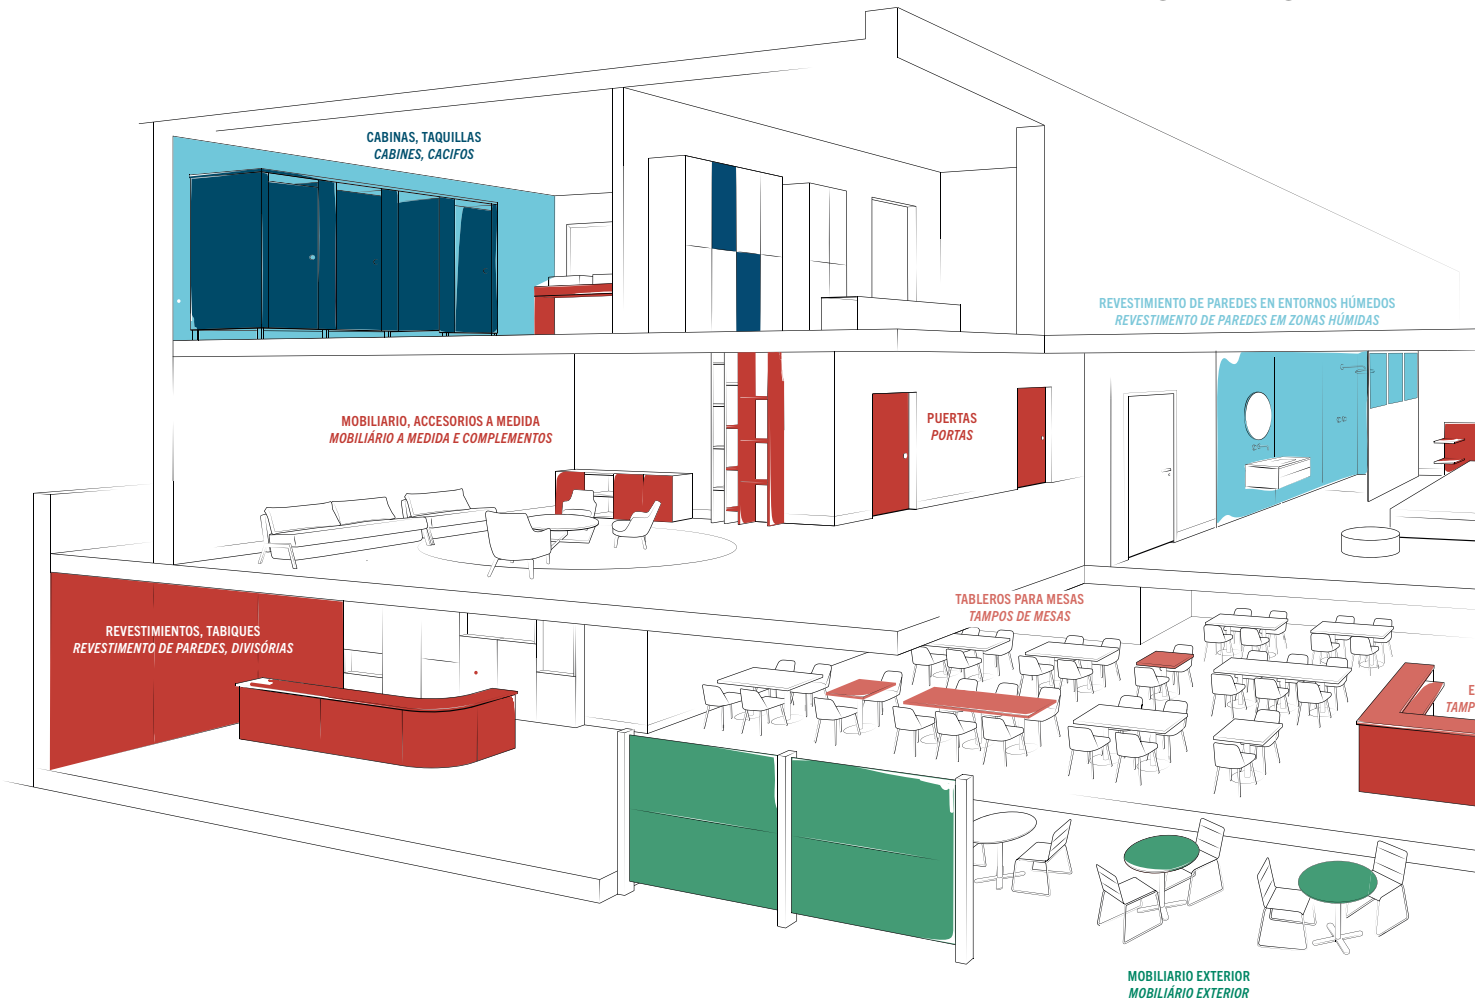 CABINAS, TAQUILLAS
CABINES, CACIFOS
REVESTIMIENTO DE PAREDES EN ENTORNOS HÚMEDOS
REVESTIMENTO DE PAREDES EM ZONAS HÚMIDAS
MOBILIARIO, ACCESORIOS A MEDIDA
MOBILIÁRIO A MEDIDA E COMPLEMENTOS
PUERTAS
PORTAS
TABLEROS PARA MESAS
TAMPOS DE MESAS
REVESTIMIENTOS, TABIQUES
REVESTIMENTO DE PAREDES, DIVISÓRIAS
E
TAMP
MOBILIARIO EXTERIOR
MOBILIÁRIO EXTERIOR